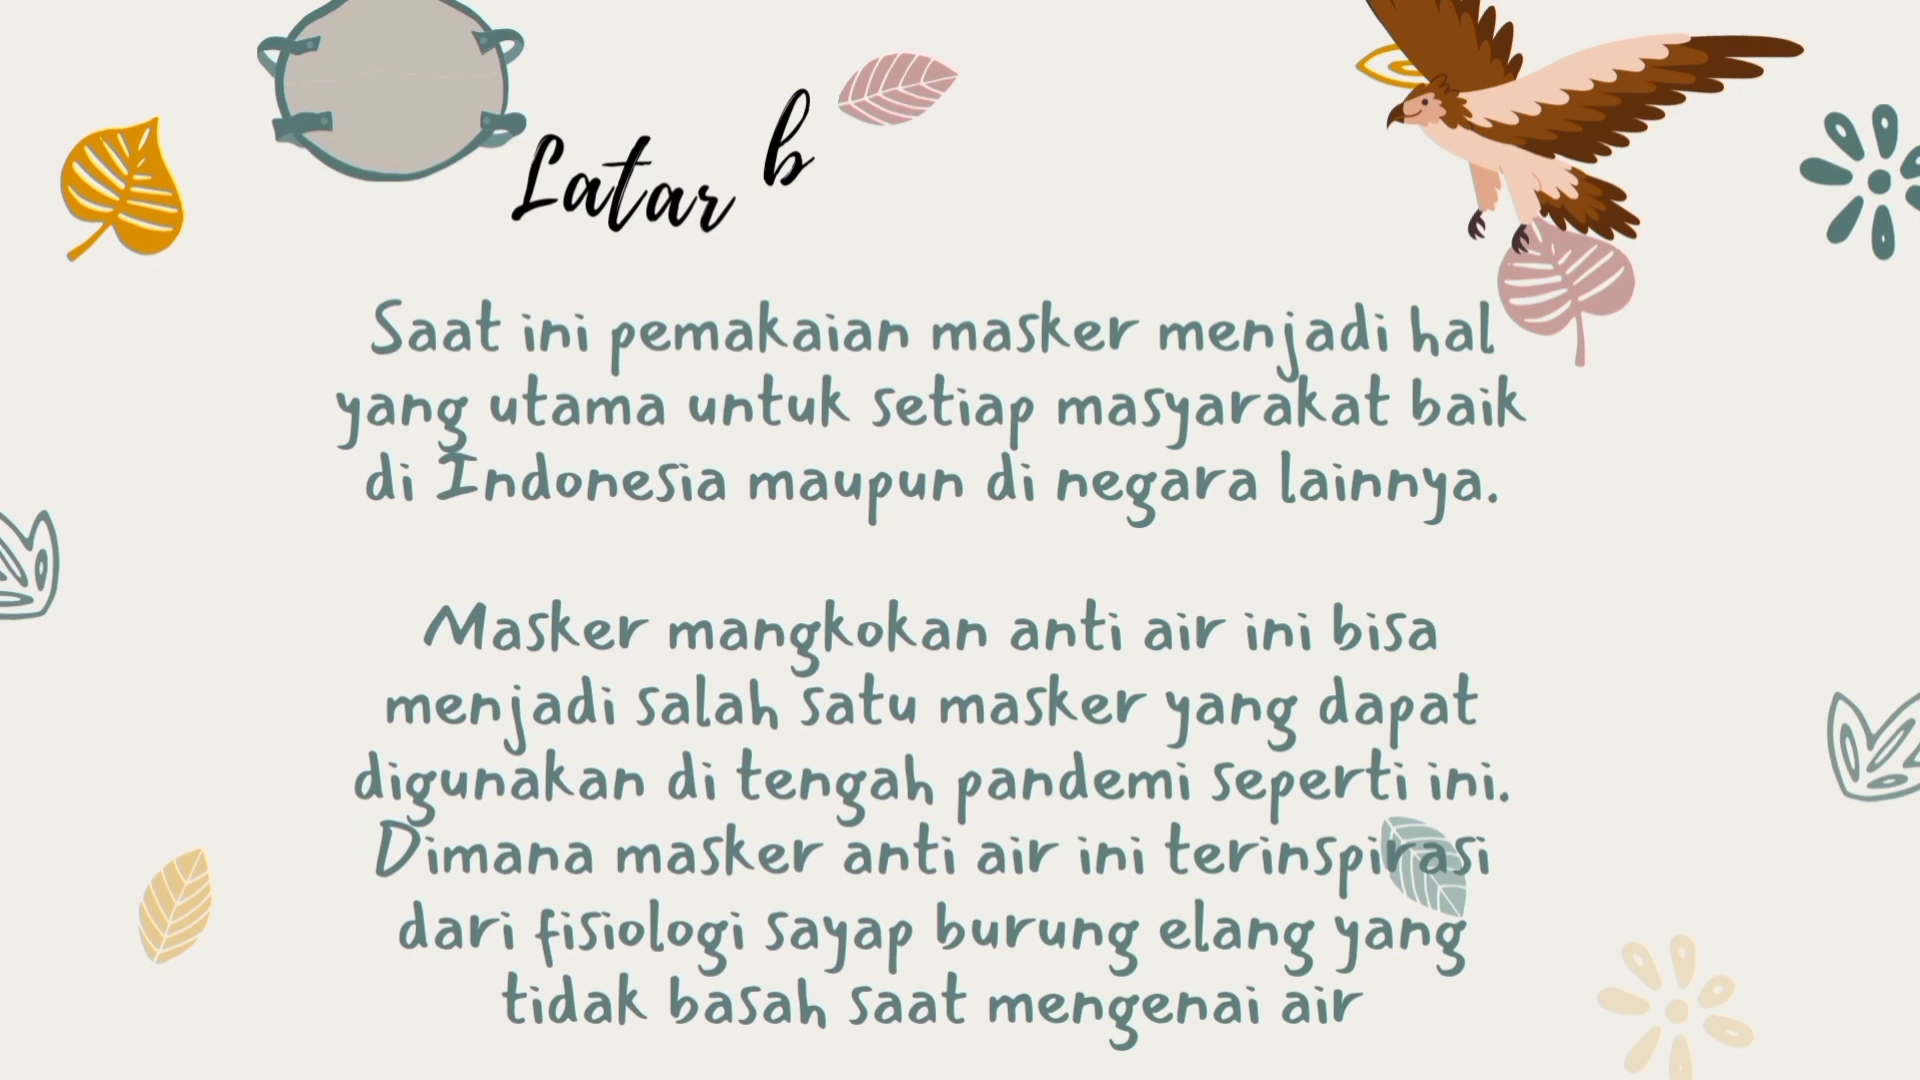 Latar b
Saat ini pemakaian masker menjadi hal
yang utama untuk setiap masyarakat baik
di Indonesia maupun di negara lainnya.
Masker mangkokan anti air ini bisa
menjadi salah satu masker yang dapat
digunakan di tengah pandemi seperti ini.
Dimana masker anti air ini terinspirasi
dari fisiologi sayap burung elang yang
tidak basah saat mengenai air